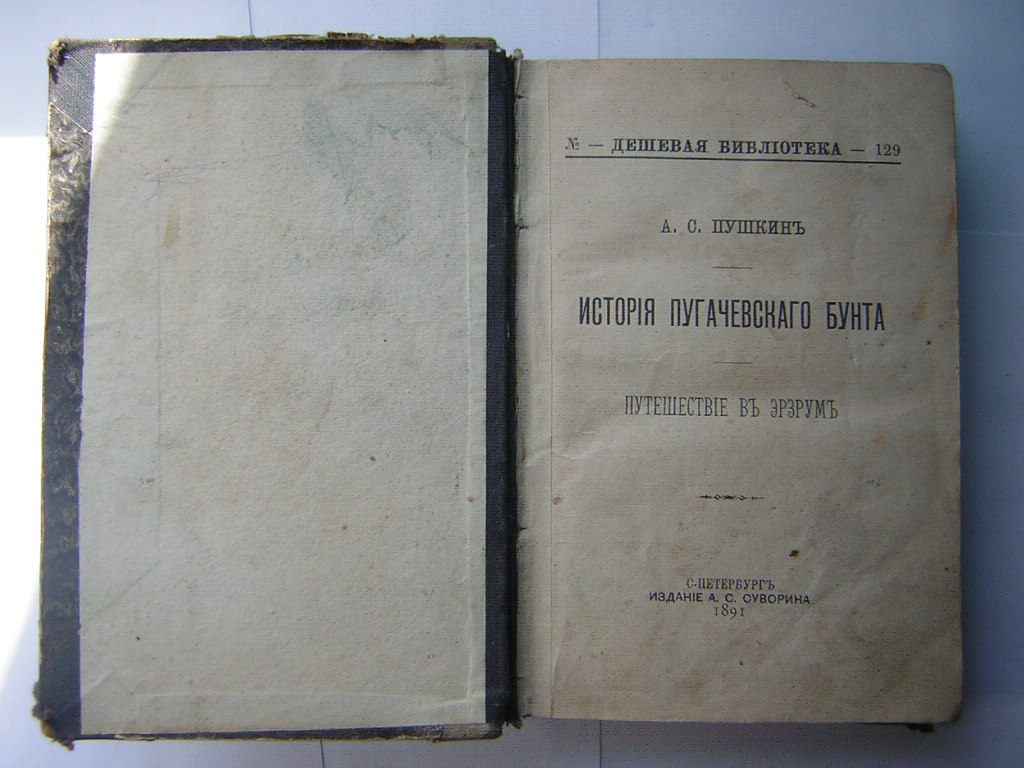 № — ДЕШЕВАЯ БИБЛІОТЕКА — 129
А. С. ПУШКИНЪ
ИСТОРІЯ ПУГАЧЕВСКАГО БУНТА
ПУТЕШЕСТВІЕ ВЪ ЭРЗРУМЪ
С-ПЕТЕРБУРГЪ
ИЗДАНІЕ А. С. СУВОРИНА
1891